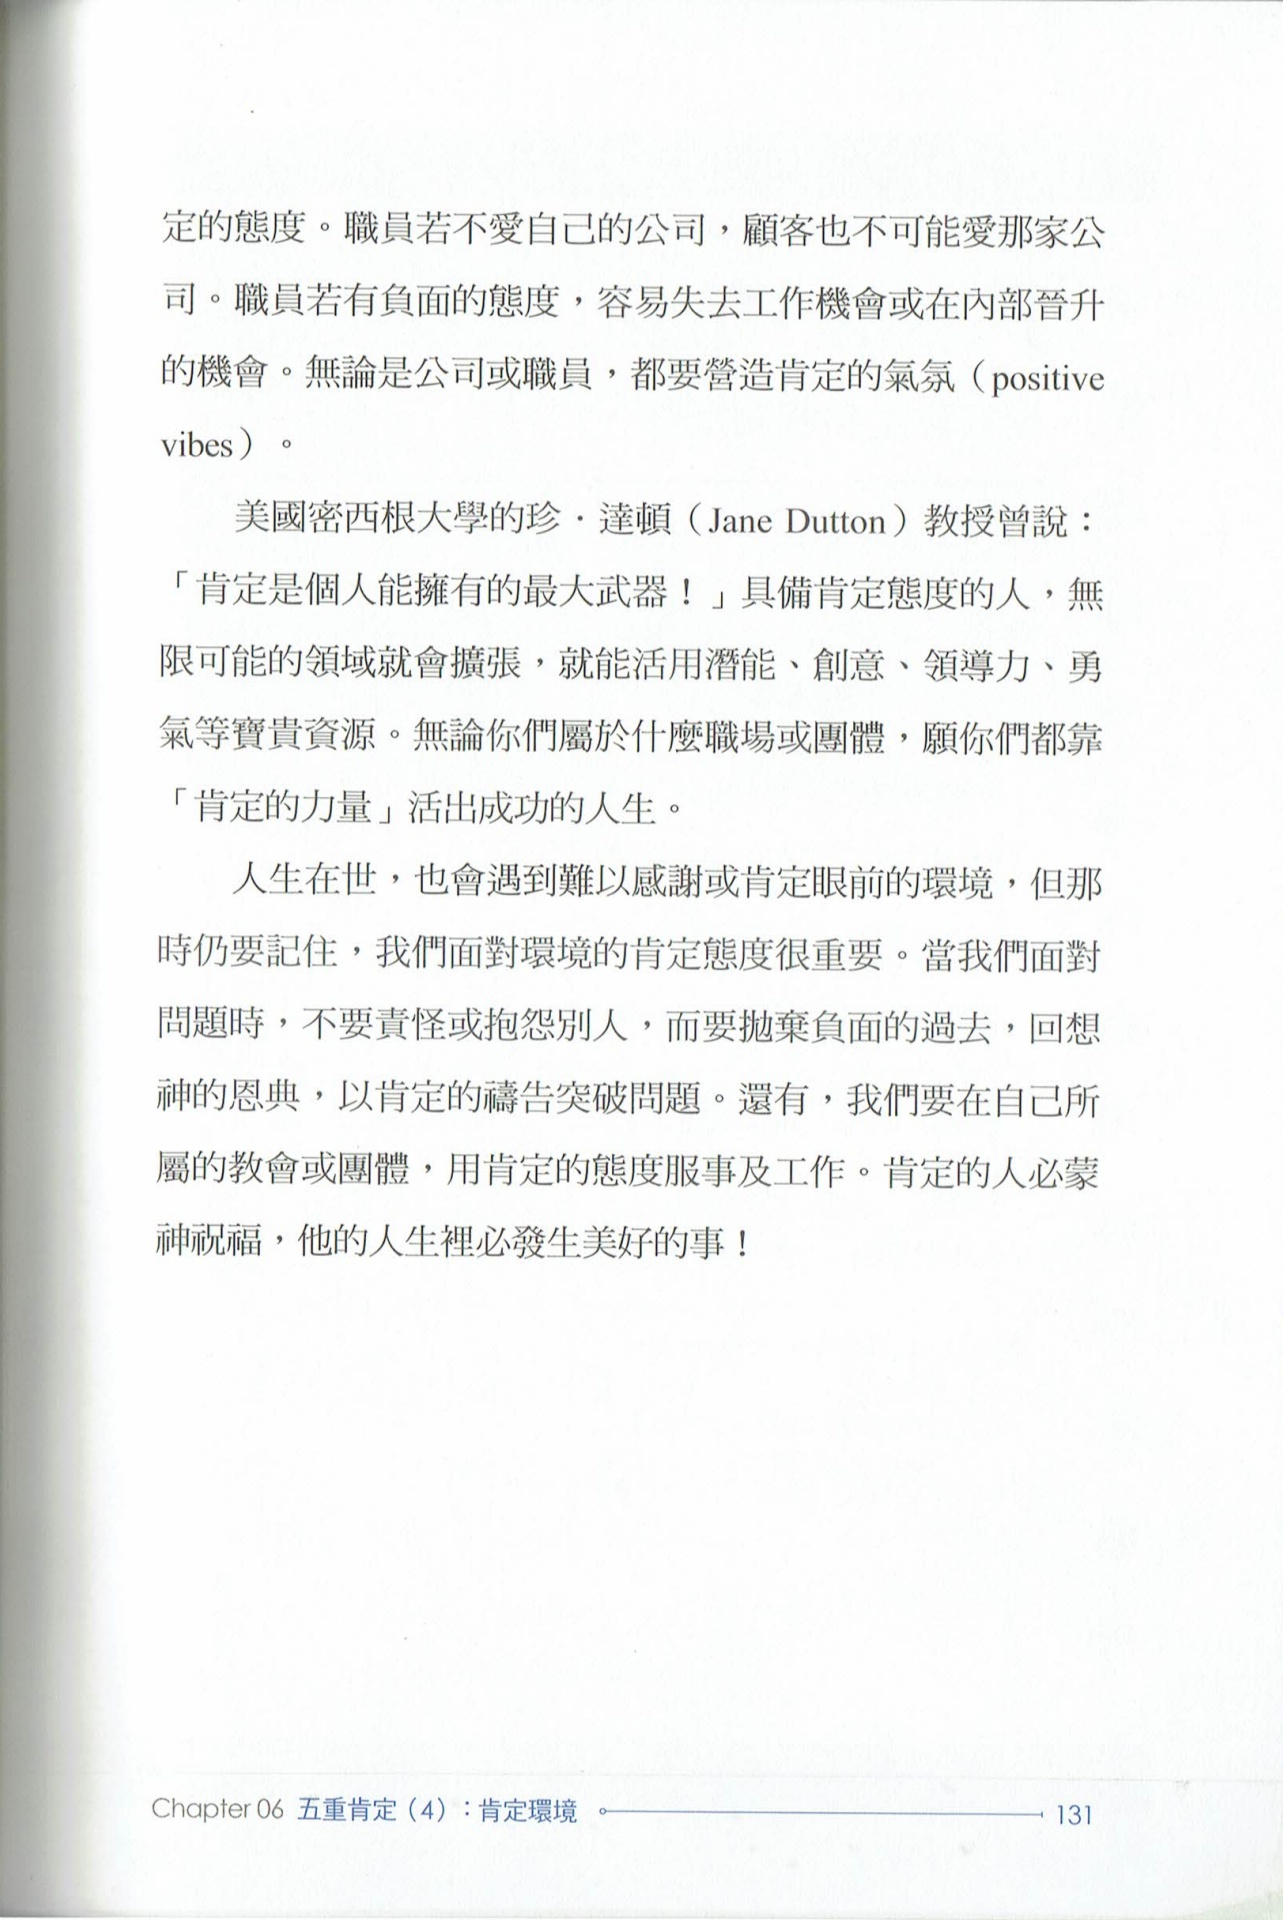 定的態度。職員若不愛自己的公司，顧客也不可能愛那家公
司。職員若有負面的態度，容易失去工作機會或在內部晉升
的機會。無論是公司或職員，都要營造肯定的氣氛（positive
vibes）。
美國密西根大學的珍．達頓（Jane Dutton）教授曾說：
「肯定是個人能擁有的最大武器！」具備肯定態度的人，無
限可能的領域就會擴張，就能活用潛能、創意、領導力、勇
氣等寶貴資源。無論你們屬於什麼職場或團體，願你們都靠
「肯定的力量」活出成功的人生。
人生在世，也會遇到難以感謝或肯定眼前的環境，但那
時仍要記住，我們面對環境的肯定態度很重要。當我們面對
問題時，不要責怪或抱怨別人，而要拋棄負面的過去，回想
神的恩典，以肯定的禱告突破問題。還有，我們要在自己所
屬的教會或團體，用肯定的態度服事及工作。肯定的人必蒙
神祝福，他的人生裡必發生美好的事！
Chapter 06 五重肯定（4）：肯定環境 131